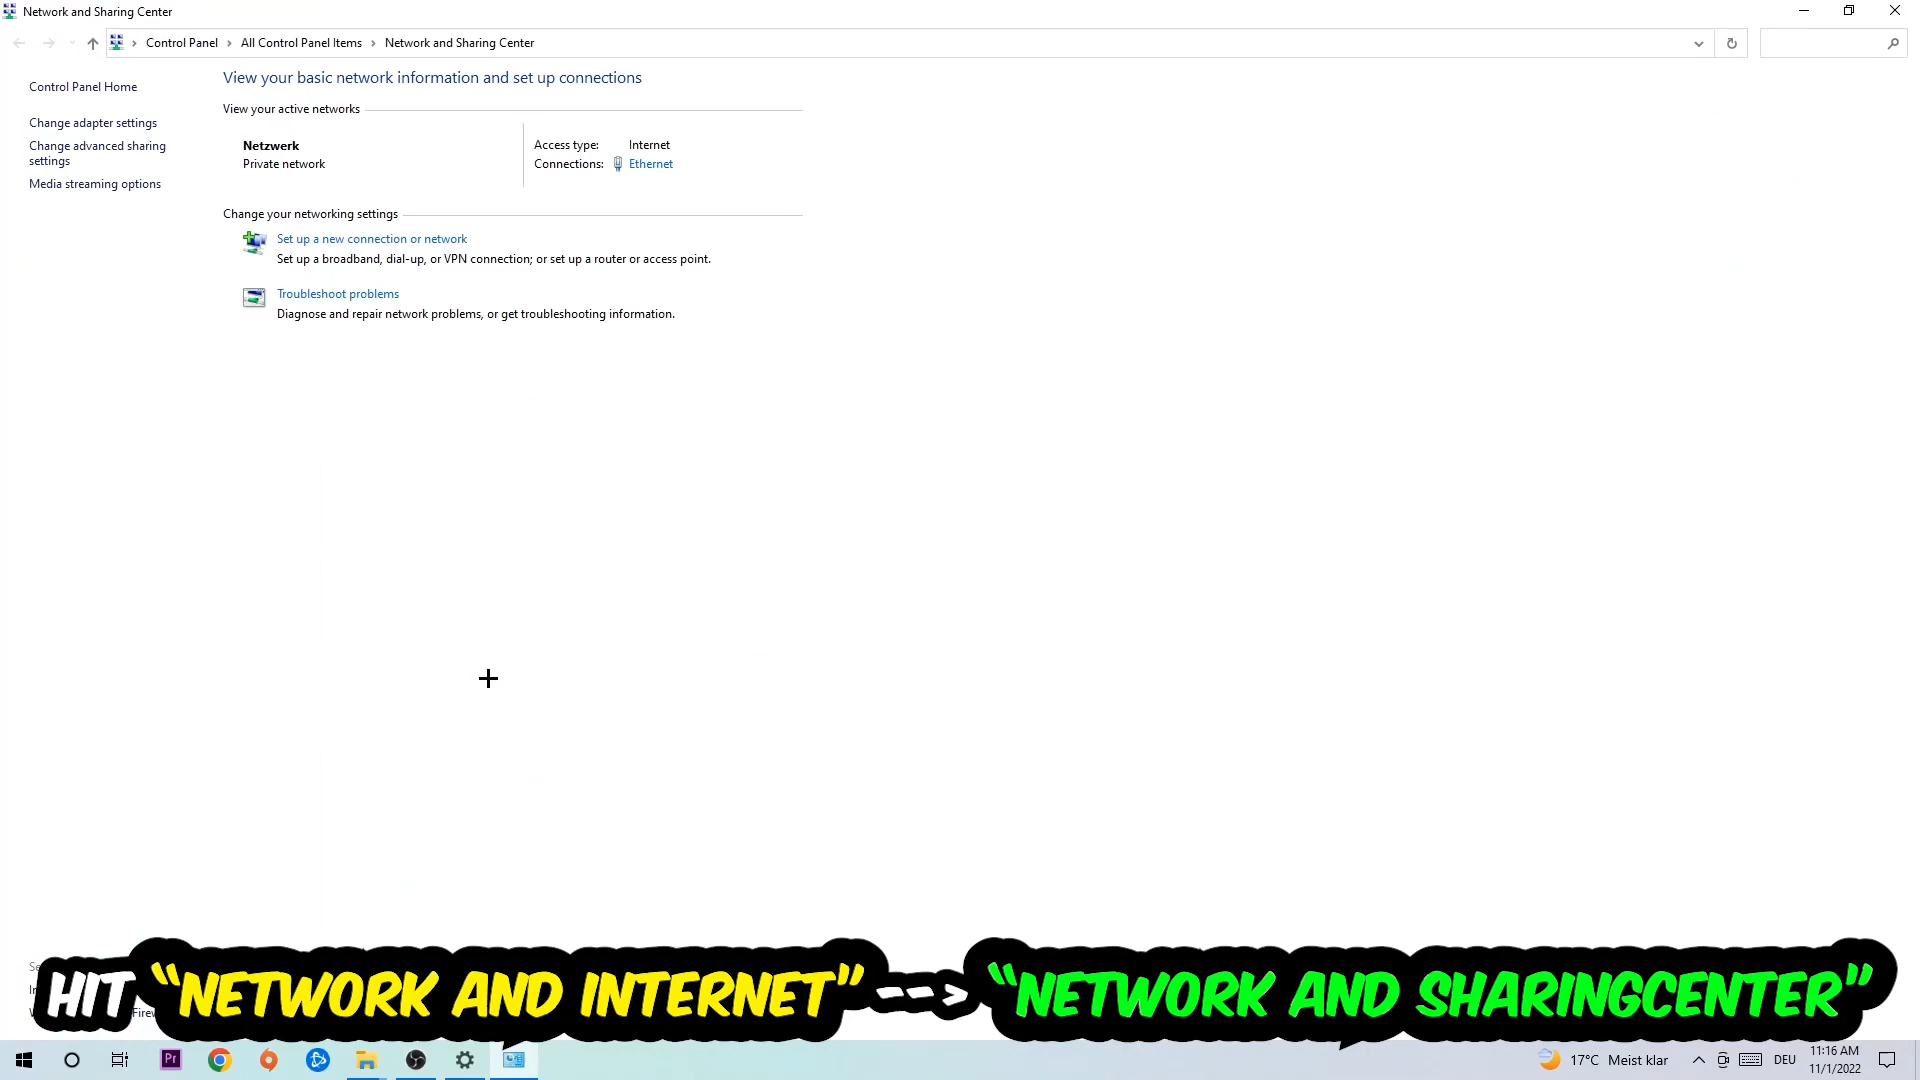 Network and Sharing Center
Control Panel > All Control Panel Items > Network and Sharing Center
Control Panel Home
Change adapter settings
Change advanced sharing
settings
Media streaming options
View your basic network information and set up connections
View your active networks
Netzwerk
Private network
Access type: Internet
Connections: Ethernet
Change your networking settings
Set up a new connection or network
Set up a broadband, dial-up, or VPN connection; or set up a router or access point.
Troubleshoot problems
Diagnose and repair network problems, or get troubleshooting information.
HIT “NETWORK AND INTERNET” ---> “NETWORK AND SHARINGCENTER”
Pr
17°C Meist klar
DEU
11:16 AM
11/1/2022